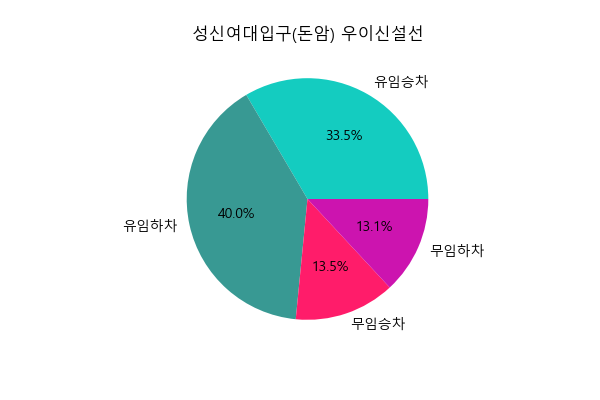 성신여대입구(돈암) 우이신설선
유임승차
33.5%
유임하차
40.0%
13.1%
무임하차
13.5%
무임승차